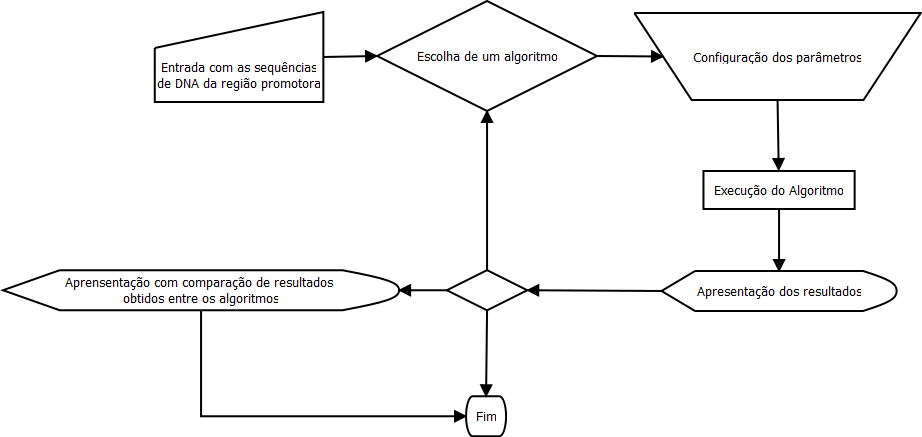 Entrada com as sequências
de DNA da região promotora
Escolha de um algoritmo
Configuração dos parâmetros
Execução do Algoritmo
Apresentação dos resultados
Aprensentação com comparação de resultados
obtidos entre os algoritmos
Fim